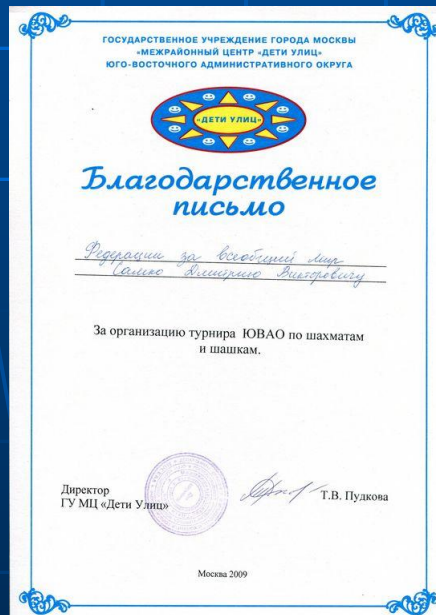 ГОСУДАРСТВЕННОЕ УЧРЕЖДЕНИЕ ГОРОДА МОСКВЫ
«МЕЖРАЙОННЫЙ ЦЕНТР «ДЕТИ УЛИЦ»
ЮГО-ВОСТОЧНОГО АДМИНИСТРАТИВНОГО ОКРУГА
«ДЕТИ УЛИЦ»
Благодарственное
письмо
Федерации за всеобщий мир
Дмитрию Викторовичу
За организацию турнира ЮВАО по шахматам
и шашкам.
Директор
ГУ МЦ «Дети Улиц»
Т.В. Пудкова
Москва 2009